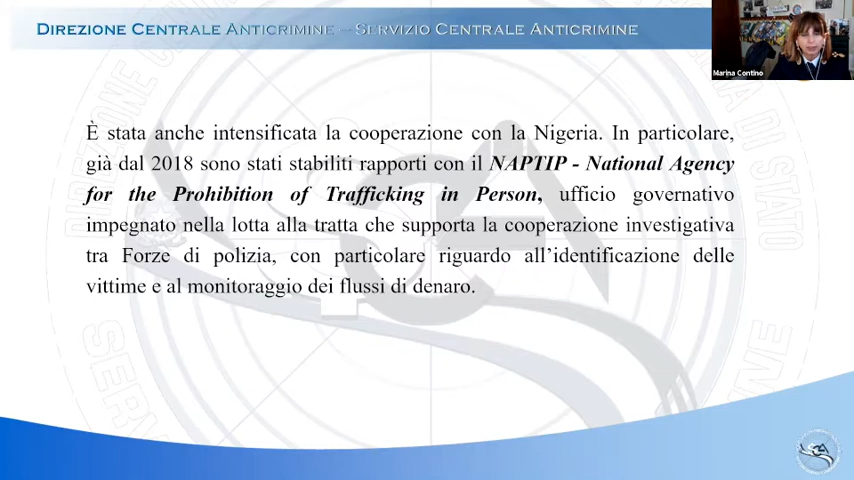 DIREZIONE CENTRALE ANTICRIMINE – SERVIZIO CENTRALE ANTICRIMINE
Marina Contino
È stata anche intensificata la cooperazione con la Nigeria. In particolare,
già dal 2018 sono stati stabiliti rapporti con il NAPTIP - National Agency
for the Prohibition of Trafficking in Person, ufficio governativo
impegnato nella lotta alla tratta che supporta la cooperazione investigativa
tra Forze di polizia, con particolare riguardo all’identificazione delle
vittime e al monitoraggio dei flussi di denaro.